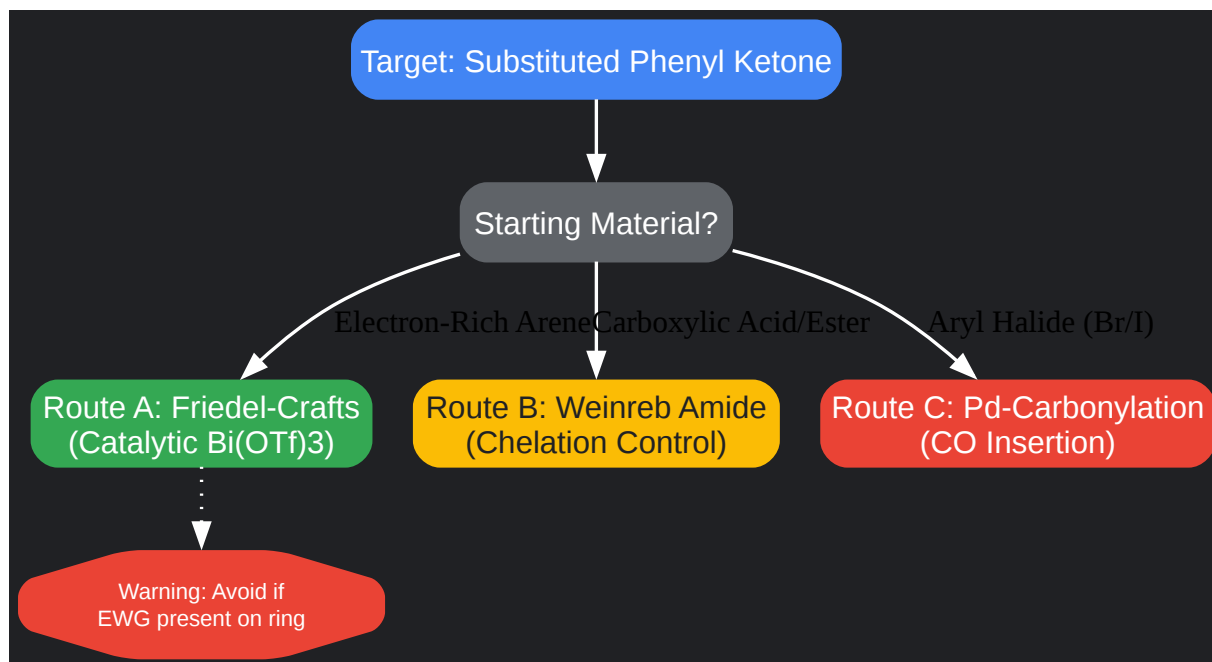 Target: Substituted Phenyl Ketone
Starting Material?
Electron-Rich Arene
Carboxylic Acid/Ester
Aryl Halide (Br/I)
Route A: Friedel-Crafts
(Catalytic Bi(OTf)3)
Route B: Weinreb Amide
(Chelation Control)
Route C: Pd-Carbonylation
(CO Insertion)
Warning: Avoid if
EWG present on ring